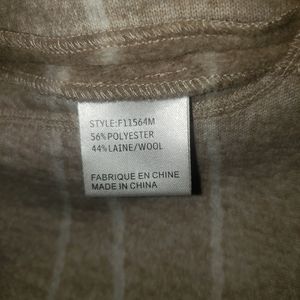 STYLE:F11564M
56%POLYESTER
44%LAINE/WOOL
FABRIQUE EN CHINE
MADE IN CHINA